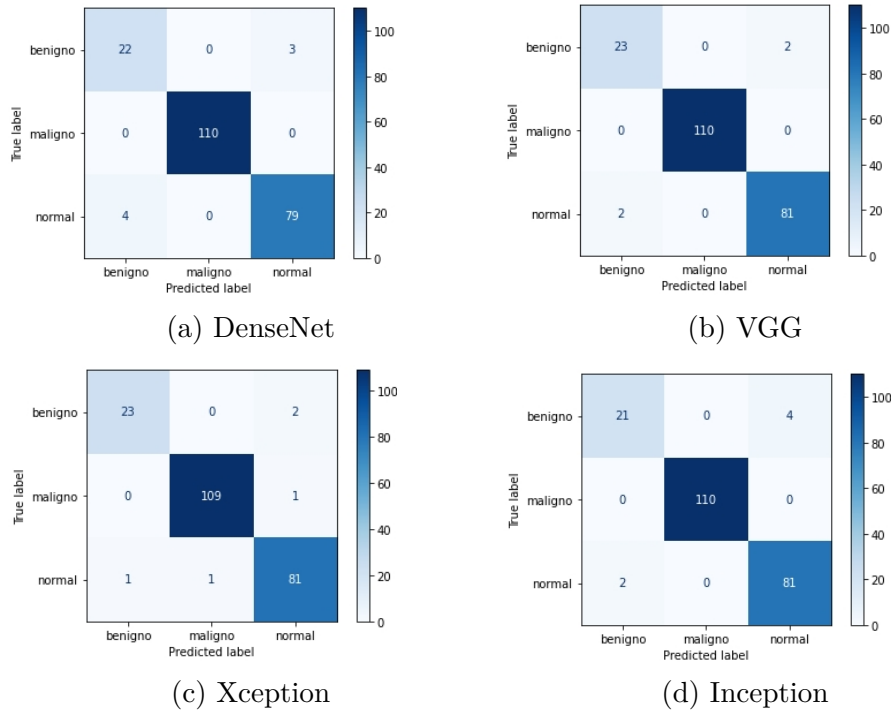 benigno 22 0 3 100
80
maligno 0 110 0 60
True label
40
normal 4 0 79 20
0
benigno maligno normal
Predicted label
(a) DenseNet
benigno 23 0 2 100
80
maligno 0 110 0 60
True label
40
normal 2 0 81 20
0
benigno maligno normal
Predicted label
(b) VGG
benigno 23 0 2 100
80
maligno 0 109 1 60
True label
40
normal 1 1 81 20
0
benigno maligno normal
Predicted label
(c) Xception
benigno 21 0 4 100
80
maligno 0 110 0 60
True label
40
normal 2 0 81 20
0
benigno maligno normal
Predicted label
(d) Inception